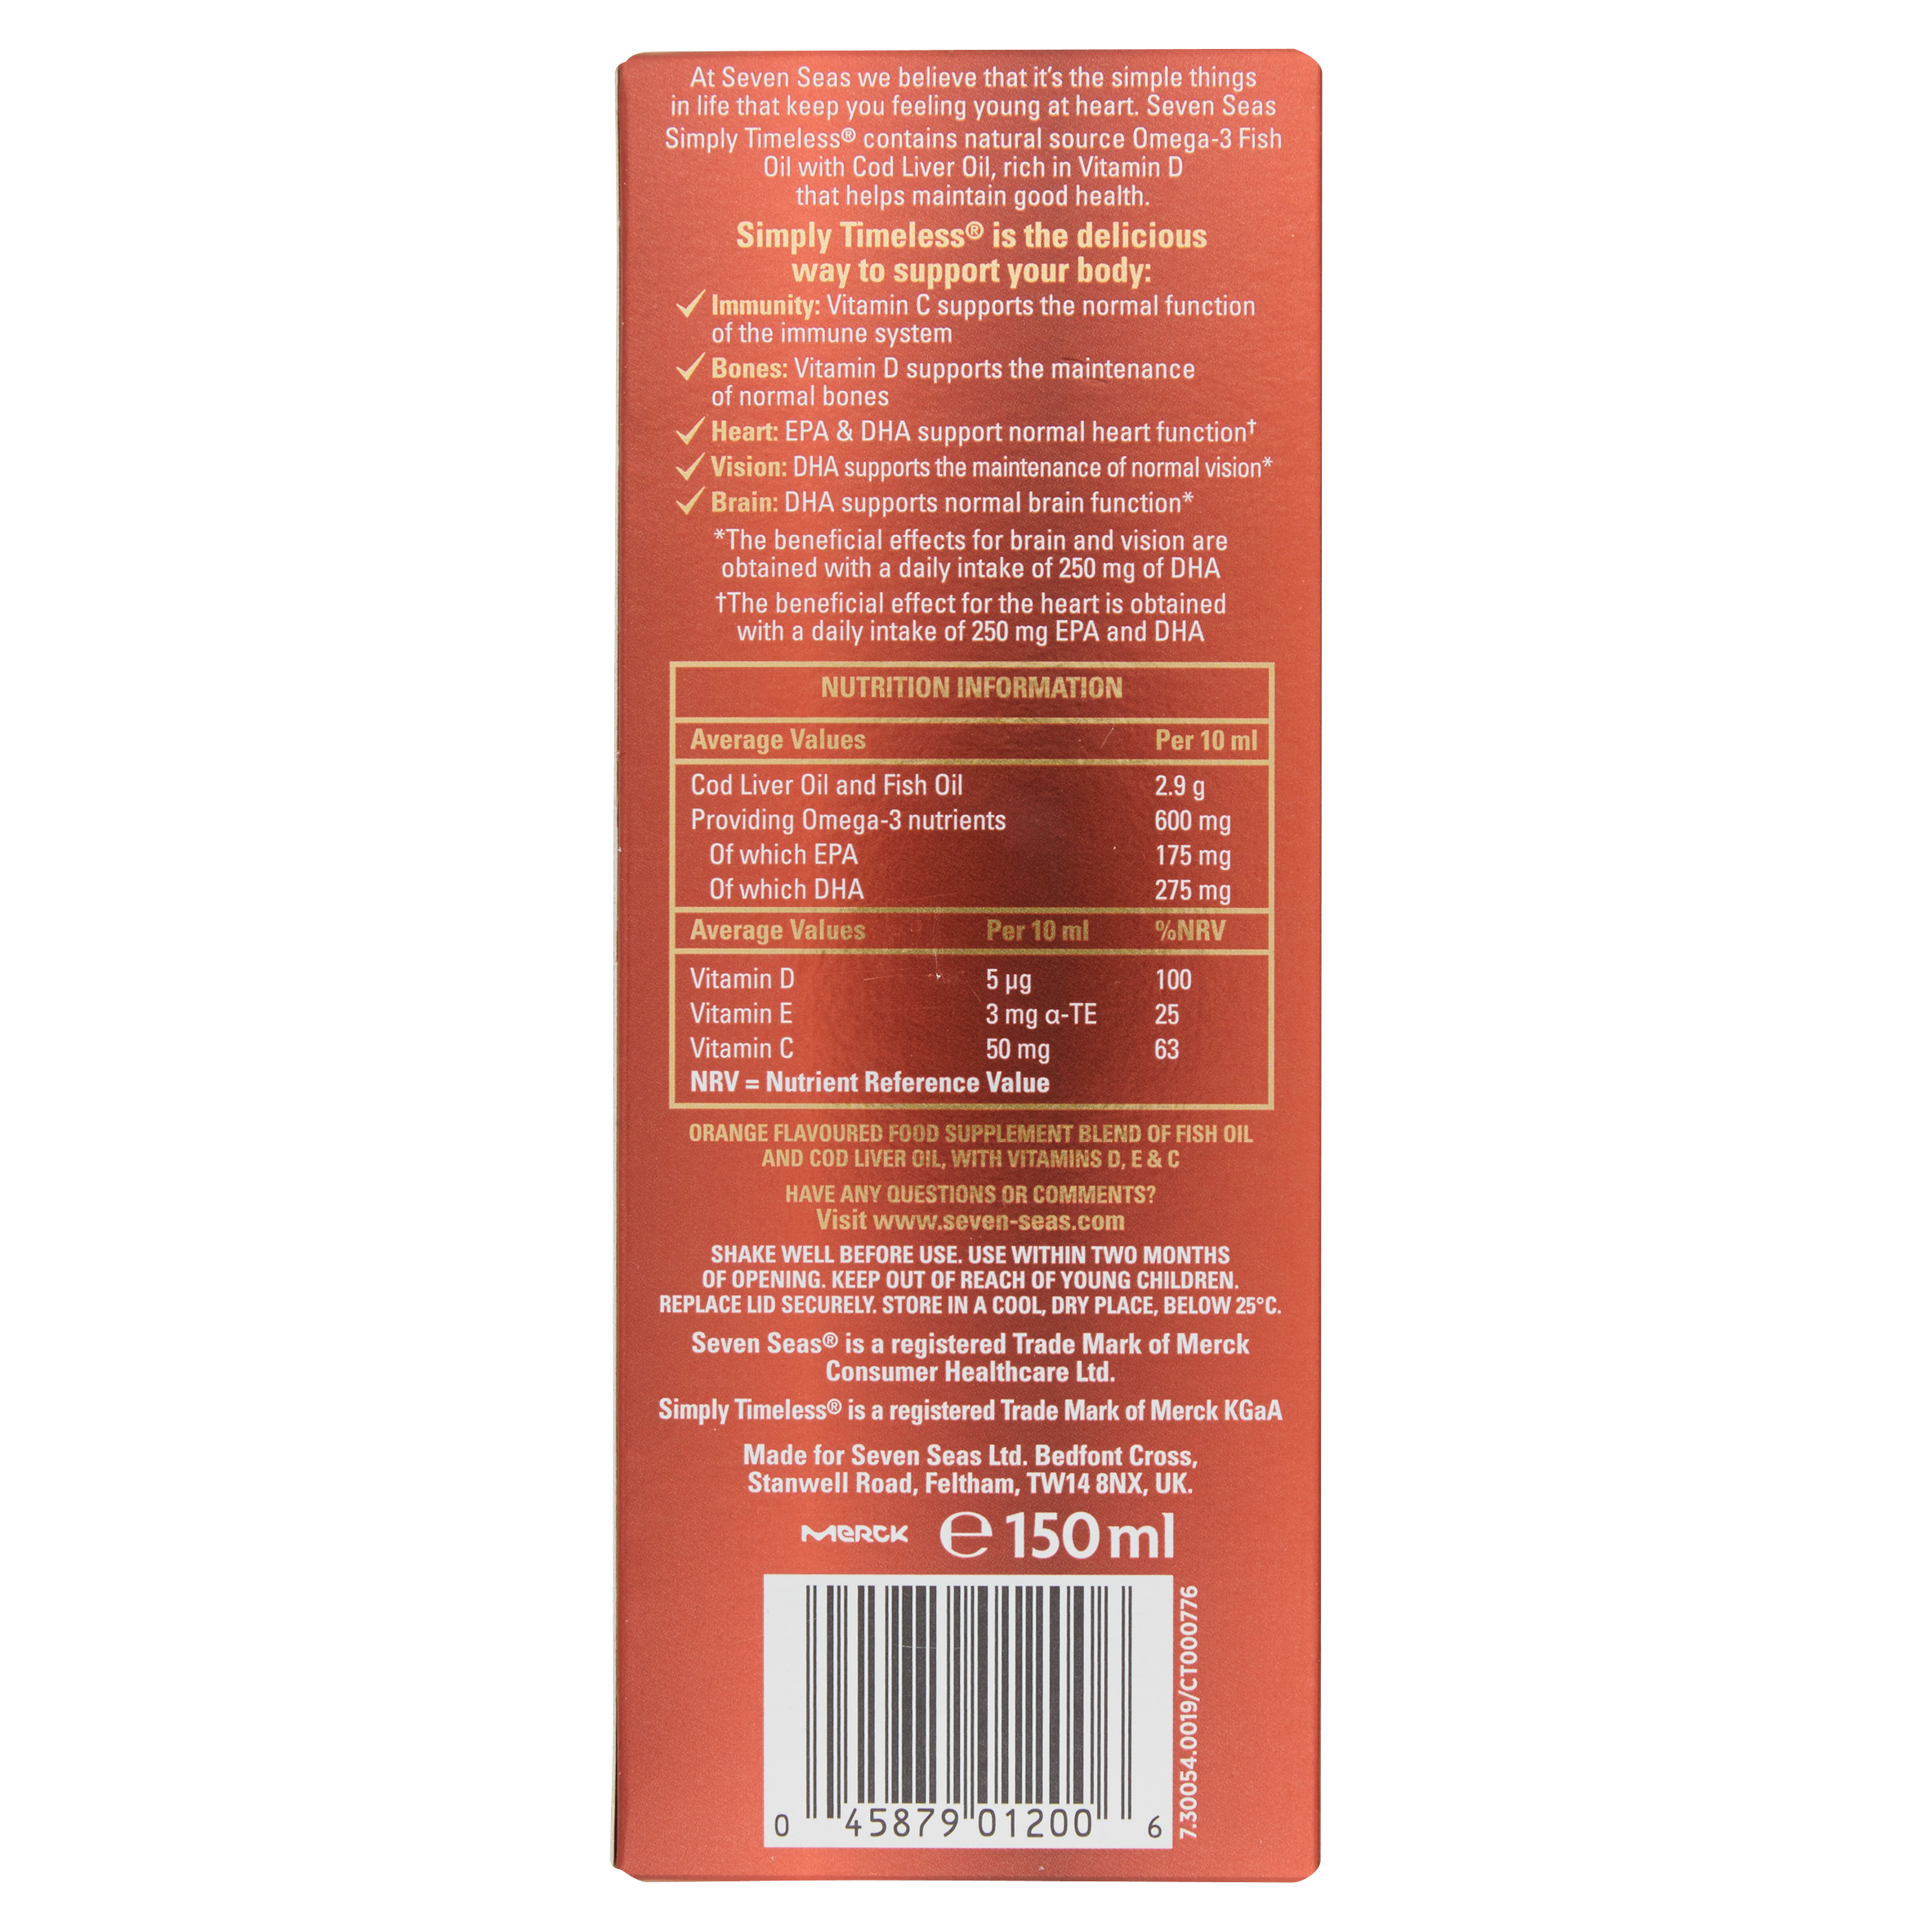 At Seven Seas we believe that it's the simple things
in life that keep you feeling young at heart. Seven Seas
Simply Timeless® contains natural source Omega-3 Fish
Oil with Cod Liver Oil, rich in Vitamin D
that helps maintain good health.
Simply Timeless® is the delicious
way to support your body:
✓ Immunity: Vitamin C supports the normal function
of the immune system
✓ Bones: Vitamin D supports the maintenance
of normal bones
✓ Heart: EPA & DHA support normal heart function†
✓ Vision: DHA supports the maintenance of normal vision*
✓ Brain: DHA supports normal brain function*
*The beneficial effects for brain and vision are
obtained with a daily intake of 250 mg of DHA
†The beneficial effect for the heart is obtained
with a daily intake of 250 mg EPA and DHA
NUTRITION INFORMATION
Average Values Per 10 ml
Cod Liver Oil and Fish Oil 2.9 g
Providing Omega-3 nutrients 600 mg
Of which EPA 175 mg
Of which DHA 275 mg
Average Values Per 10 ml %NRV
Vitamin D 5 µg 100
Vitamin E 3 mg α-TE 25
Vitamin C 50 mg 63
NRV = Nutrient Reference Value
ORANGE FLAVOURED FOOD SUPPLEMENT BLEND OF FISH OIL
AND COD LIVER OIL, WITH VITAMINS D, E & C
HAVE ANY QUESTIONS OR COMMENTS?
Visit www.seven-seas.com
SHAKE WELL BEFORE USE. USE WITHIN TWO MONTHS
OF OPENING. KEEP OUT OF REACH OF YOUNG CHILDREN.
REPLACE LID SECURELY. STORE IN A COOL, DRY PLACE, BELOW 25°C.
Seven Seas® is a registered Trade Mark of Merck
Consumer Healthcare Ltd.
Simply Timeless® is a registered Trade Mark of Merck KGaA
Made for Seven Seas Ltd. Bedfont Cross,
Stanwell Road, Feltham, TW14 8NX, UK.
MERCK ℮ 150 ml
0 45879 01200 6
7.30054.0019/CT000776